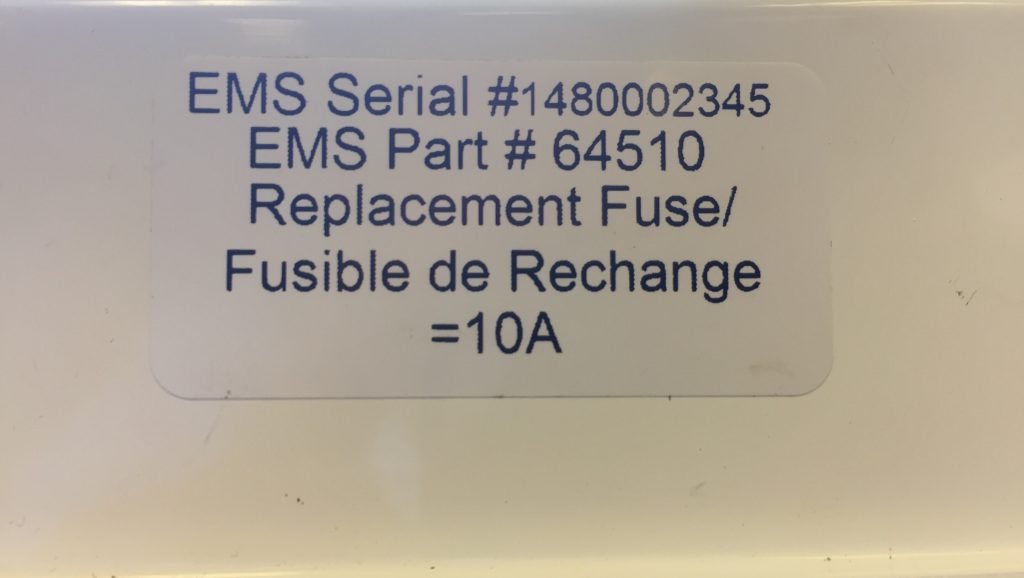 EMS Serial #1480002345
EMS Part # 64510
Replacement Fuse/
Fusible de Rechange
=10A